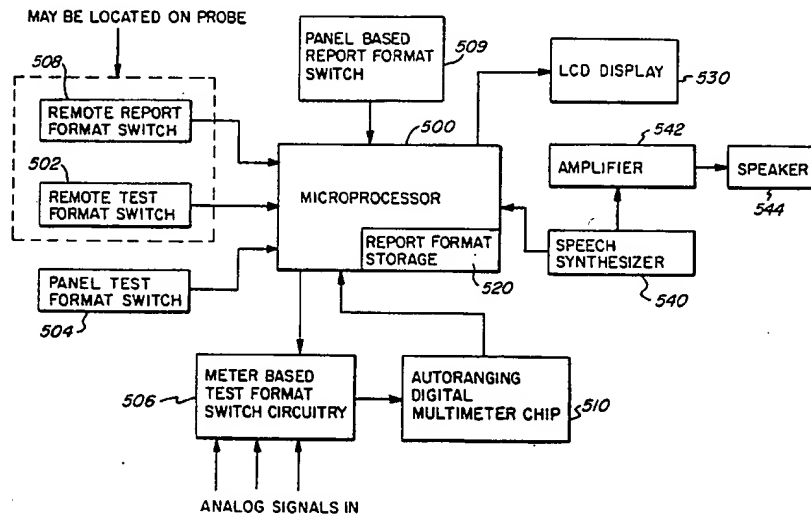 MAY BE LOCATED ON PROBE
508
REMOTE REPORT
FORMAT SWITCH
502
REMOTE TEST
FORMAT SWITCH
PANEL TEST
FORMAT SWITCH
504
PANEL BASED
REPORT FORMAT
SWITCH
509
500
MICROPROCESSOR
REPORT FORMAT
STORAGE
520
LCD DISPLAY
530
542
AMPLIFIER
SPEAKER
544
SPEECH
SYNTHESIZER
540
506
METER BASED
TEST FORMAT
SWITCH CIRCUITRY
AUTORANGING
DIGITAL
MULTIMETER CHIP
510
ANALOG SIGNALS IN